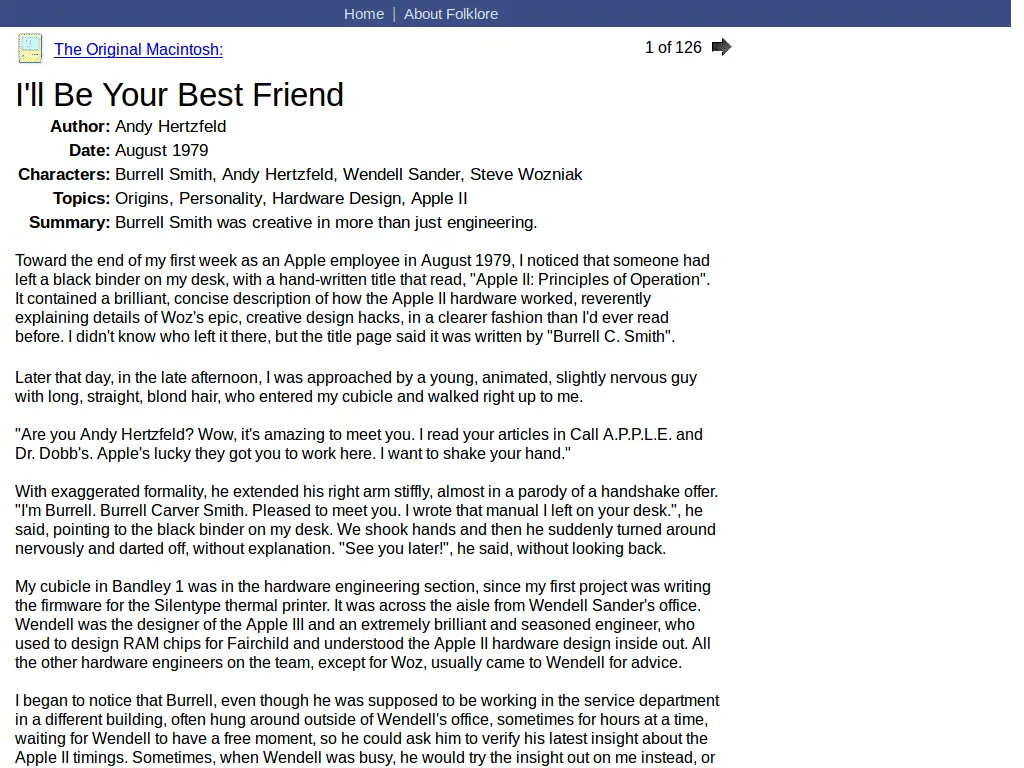 Home | About Folklore
The Original Macintosh: 1 of 126
I'll Be Your Best Friend
Author: Andy Hertzfeld
Date: August 1979
Characters: Burrell Smith, Andy Hertzfeld, Wendell Sander, Steve Wozniak
Topics: Origins, Personality, Hardware Design, Apple II
Summary: Burrell Smith was creative in more than just engineering.
Toward the end of my first week as an Apple employee in August 1979, I noticed that someone had
left a black binder on my desk, with a hand-written title that read, "Apple II: Principles of Operation".
It contained a brilliant, concise description of how the Apple II hardware worked, reverently
explaining details of Woz's epic, creative design hacks, in a clearer fashion than I'd ever read
before. I didn't know who left it there, but the title page said it was written by "Burrell C. Smith".
Later that day, in the late afternoon, I was approached by a young, animated, slightly nervous guy
with long, straight, blond hair, who entered my cubicle and walked right up to me.
"Are you Andy Hertzfeld? Wow, it's amazing to meet you. I read your articles in Call A.P.P.L.E. and
Dr. Dobb's. Apple's lucky they got you to work here. I want to shake your hand."
With exaggerated formality, he extended his right arm stiffly, almost in a parody of a handshake offer.
"I'm Burrell. Burrell Carver Smith. Pleased to meet you. I wrote that manual I left on your desk.", he
said, pointing to the black binder on my desk. We shook hands and then he suddenly turned around
nervously and darted off, without explanation. "See you later!", he said, without looking back.
My cubicle in Bandley 1 was in the hardware engineering section, since my first project was writing
the firmware for the Silentype thermal printer. It was across the aisle from Wendell Sander's office.
Wendell was the designer of the Apple III and an extremely brilliant and seasoned engineer, who
used to design RAM chips for Fairchild and understood the Apple II hardware design inside out. All
the other hardware engineers on the team, except for Woz, usually came to Wendell for advice.
I began to notice that Burrell, even though he was supposed to be working in the service department
in a different building, often hung around outside of Wendell's office, sometimes for hours at a time,
waiting for Wendell to have a free moment, so he could ask him to verify his latest insight about the
Apple II timings. Sometimes, when Wendell was busy, he would try the insight out on me instead, or